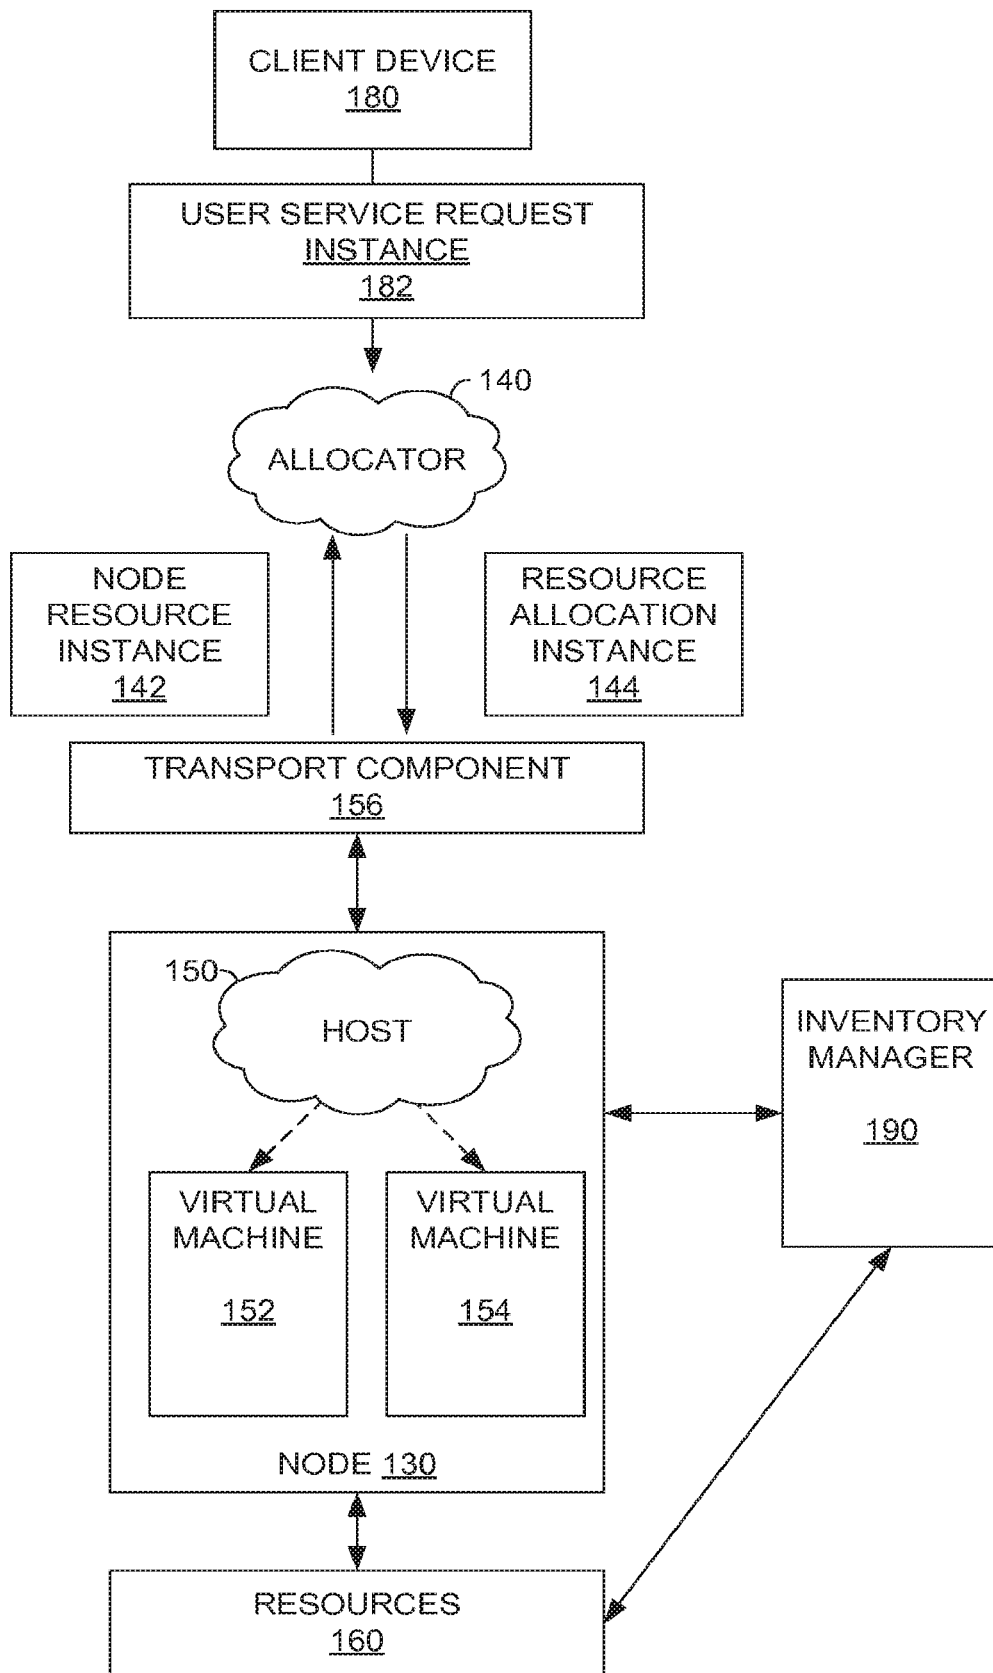 CLIENT DEVICE
180
USER SERVICE REQUEST
INSTANCE
182
140
ALLOCATOR
NODE
RESOURCE
INSTANCE
142
RESOURCE
ALLOCATION
INSTANCE
144
TRANSPORT COMPONENT
156
150
HOST
VIRTUAL
MACHINE
152
VIRTUAL
MACHINE
154
NODE 130
INVENTORY
MANAGER
190
RESOURCES
160